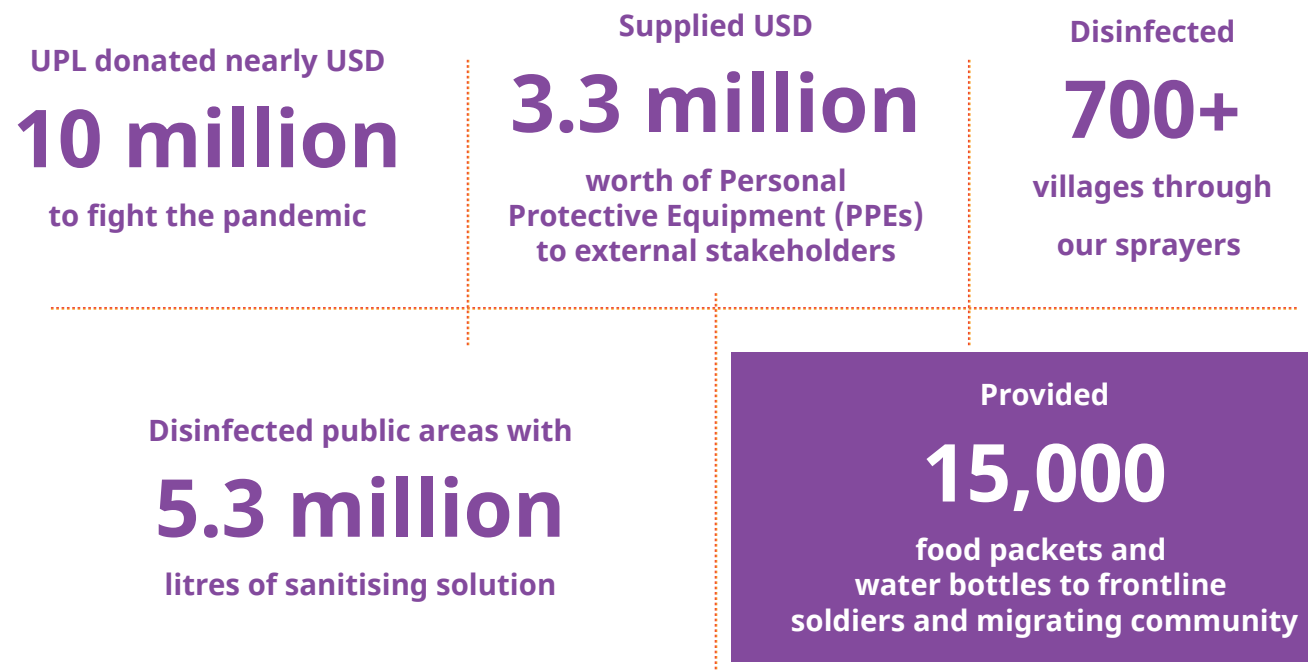 UPL donated nearly USD
10 million
to fight the pandemic
Supplied USD
3.3 million
worth of Personal
Protective Equipment (PPEs)
to external stakeholders
Disinfected
700+
villages through
our sprayers
Disinfected public areas with
5.3 million
litres of sanitising solution
Provided
15,000
food packets and
water bottles to frontline
soldiers and migrating community